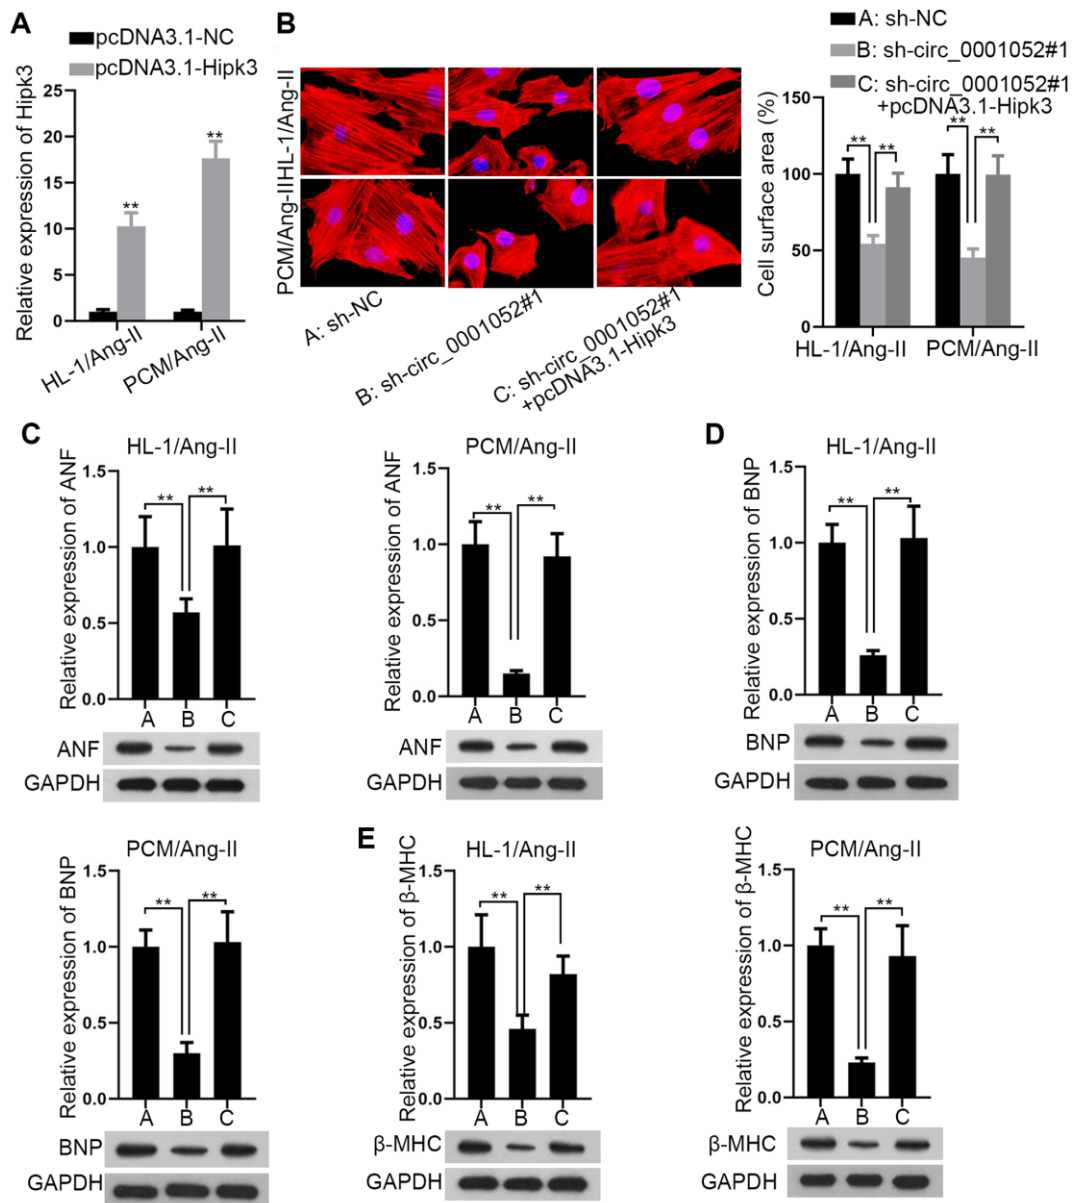 A
pcDNA3.1-NC
pcDNA3.1-Hipk3
Relative expression of Hipk3
25
20
15
10
5
0
**
**
HL-1/Ang-II
PCM/Ang-II
B
HL-1/Ang-II
PCM/Ang-II
A: sh-NC
B: sh-circ_0001052#1
C: sh-circ_0001052#1
+pcDNA3.1-Hipk3
A: sh-NC
B: sh-circ_0001052#1
C: sh-circ_0001052#1
+pcDNA3.1-Hipk3
Cell surface area (%)
150
100
50
0
**
**
**
**
HL-1/Ang-II
PCM/Ang-II
C
HL-1/Ang-II
Relative expression of ANF
1.5
1.0
0.5
0.0
**
**
A B C
ANF
GAPDH
PCM/Ang-II
Relative expression of ANF
1.5
1.0
0.5
0.0
**
**
A B C
ANF
GAPDH
D
HL-1/Ang-II
Relative expression of BNP
1.5
1.0
0.5
0.0
**
**
A B C
BNP
GAPDH
PCM/Ang-II
Relative expression of BNP
1.5
1.0
0.5
0.0
**
**
A B C
BNP
GAPDH
E
HL-1/Ang-II
Relative expression of β-MHC
1.5
1.0
0.5
0.0
**
**
A B C
β-MHC
GAPDH
PCM/Ang-II
Relative expression of β-MHC
1.5
1.0
0.5
0.0
**
**
A B C
β-MHC
GAPDH